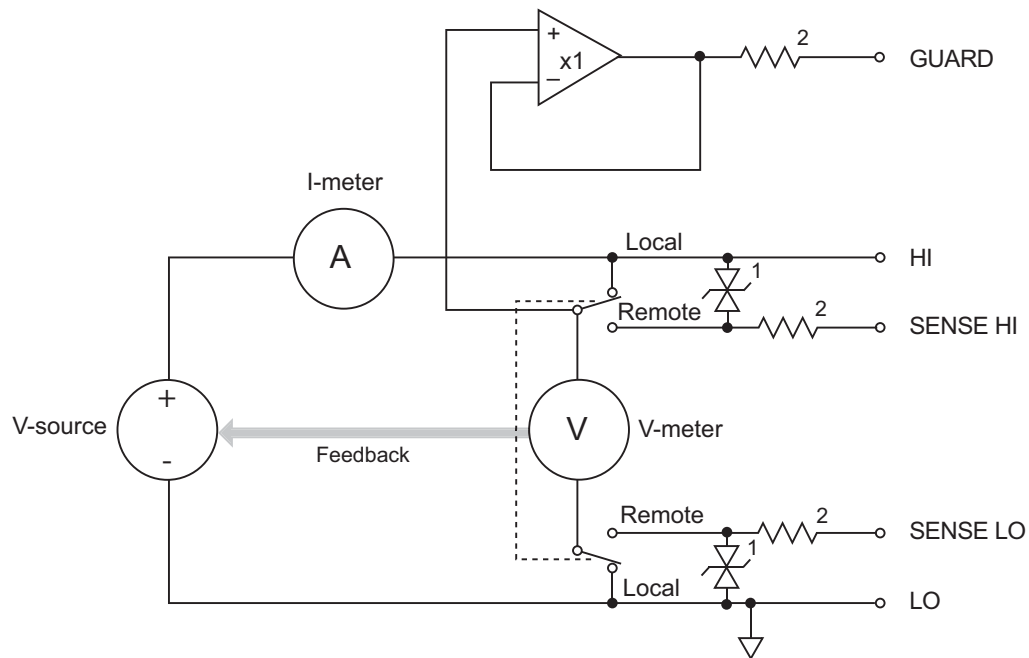 +
x1
−
2
GUARD
I-meter
A
Local
HI
1
Remote
2
SENSE HI
V-source
+
-
Feedback
V
V-meter
Remote
2
SENSE LO
1
Local
LO